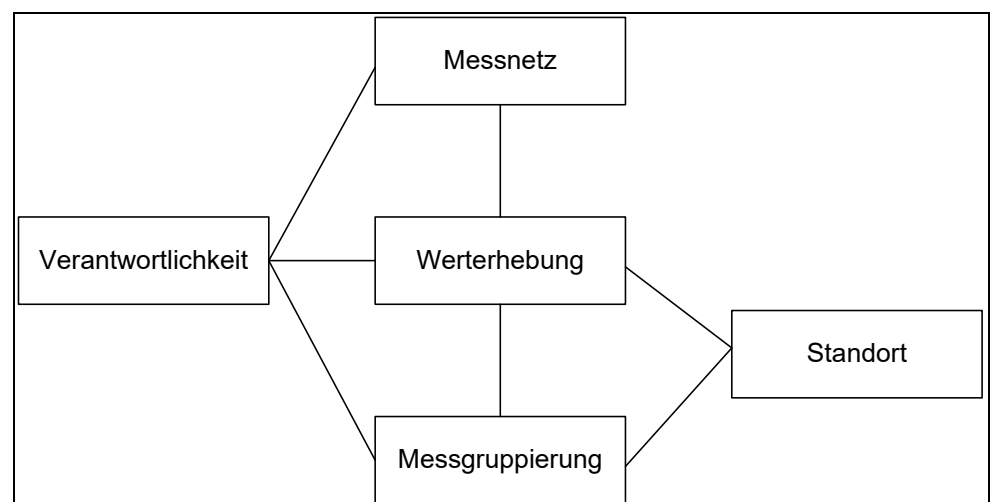 Messnetz
Verantwortlichkeit
Werterhebung
Standort
Messgruppierung